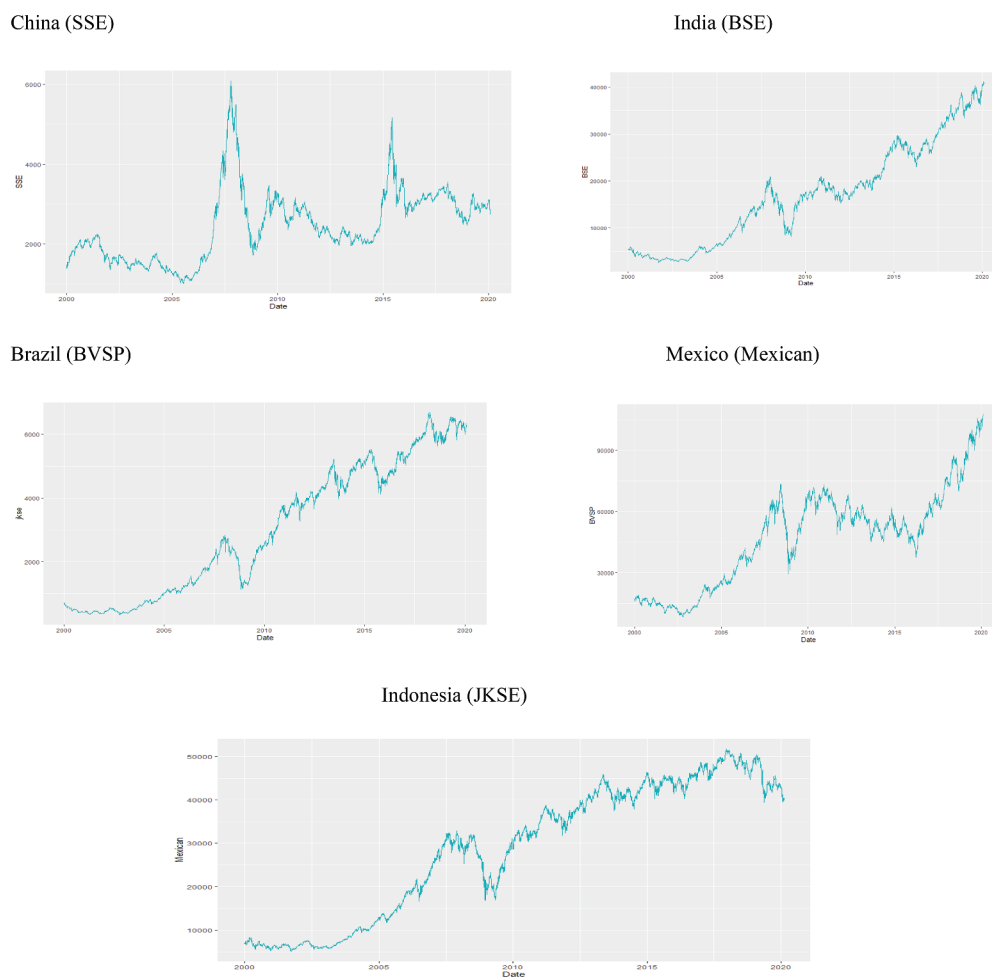 China (SSE)
India (BSE)
6000
4000
2000
SSE
2000 2005 2010 2015 2020
Date
40000
30000
20000
10000
BSE
2000 2005 2010 2015 2020
Date
Brazil (BVSP)
Mexico (Mexican)
6000
4000
2000
jkse
2000 2005 2010 2015 2020
Date
90000
60000
30000
BVSP
2000 2005 2010 2015 2020
Date
Indonesia (JKSE)
50000
40000
30000
20000
10000
Mexican
2000 2005 2010 2015 2020
Date